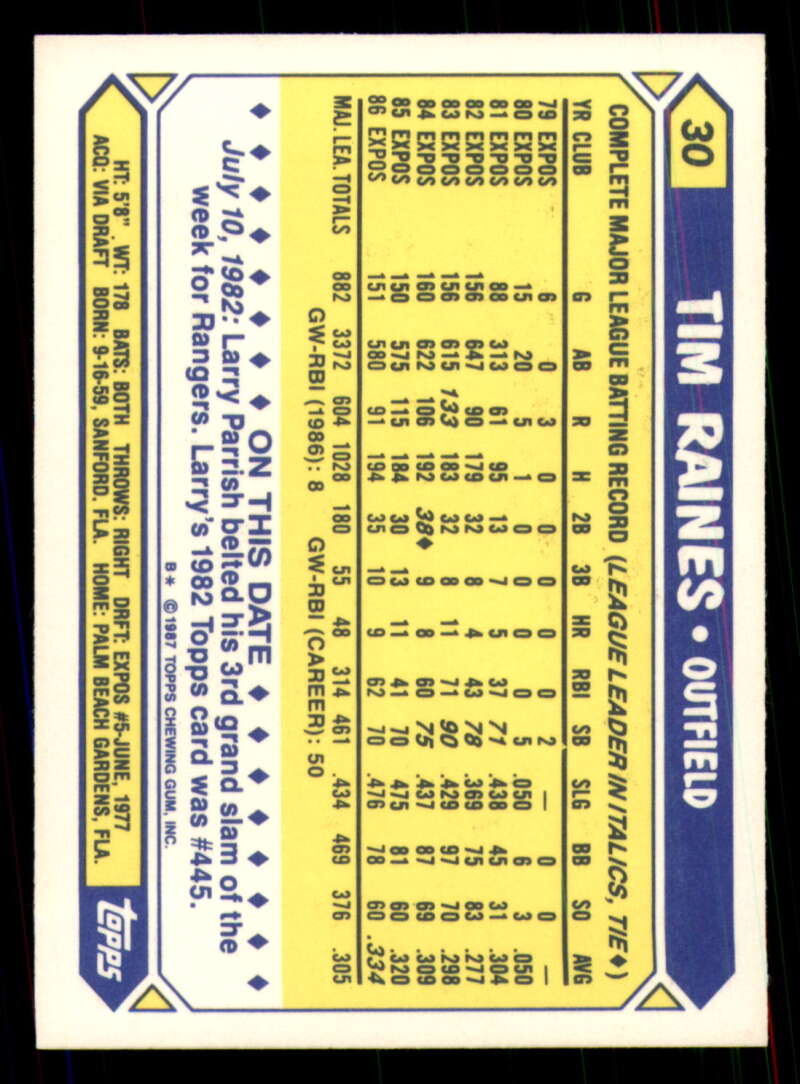 30 TIM RAINES • OUTFIELD
COMPLETE MAJOR LEAGUE BATTING RECORD (LEAGUE LEADER IN ITALICS, TIE♦)
YR CLUB G AB R H 2B 3B HR RBI SB SLG BB SO AVG
79 EXPOS 6 0 3 0 0 0 0 0 2 — 0 0 —
80 EXPOS 15 20 5 1 0 0 0 0 5 .050 6 3 .050
81 EXPOS 88 313 61 95 13 7 5 37 71 .438 45 31 .304
82 EXPOS 156 647 90 179 32 8 4 43 78 .369 75 83 .277
83 EXPOS 156 615 133 183 32 8 11 71 90 .429 97 70 .298
84 EXPOS 160 622 106 192 38♦ 9 8 60 75 .437 87 69 .309
85 EXPOS 150 575 115 184 30 13 11 41 70 .475 81 60 .320
86 EXPOS 151 580 91 194 35 10 9 62 70 .476 78 60 .334
MAJ. LEA. TOTALS 882 3372 604 1028 180 55 48 314 461 .434 469 376 .305
GW-RBI (1986): 8 GW-RBI (CAREER): 50
♦ ♦ ♦ ♦ ♦ ON THIS DATE ♦ ♦ ♦ ♦ ♦
July 10, 1982: Larry Parrish belted his 3rd grand slam of the
week for Rangers. Larry's 1982 Topps card was #445.
B* ©1987 TOPPS CHEWING GUM, INC.
HT: 5'8" WT: 178 BATS: BOTH THROWS: RIGHT DRFT: EXPOS #5-JUNE, 1977
ACQ: VIA DRAFT BORN: 9-16-59, SANFORD, FLA. HOME: PALM BEACH GARDENS, FLA.
topps